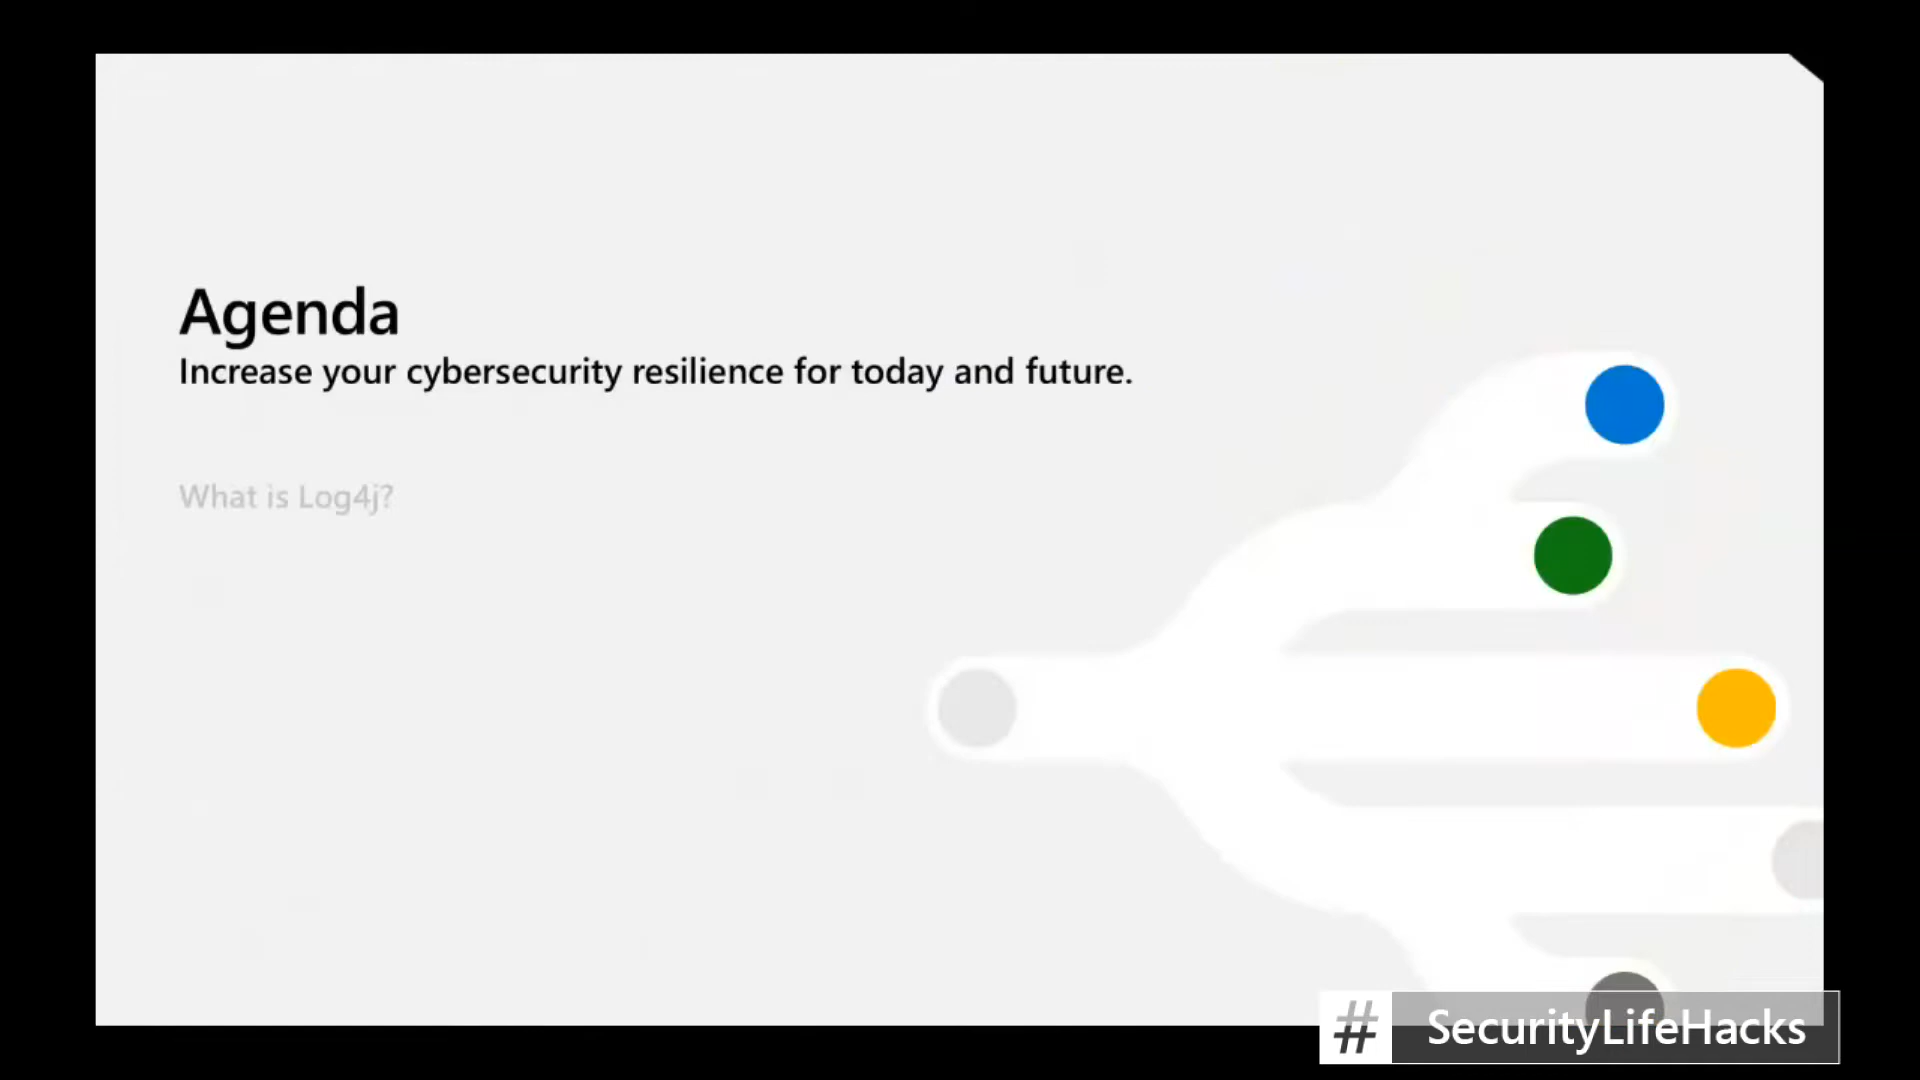 Agenda
Increase your cybersecurity resilience for today and future.
What is Log4j?
# SecurityLifeHacks